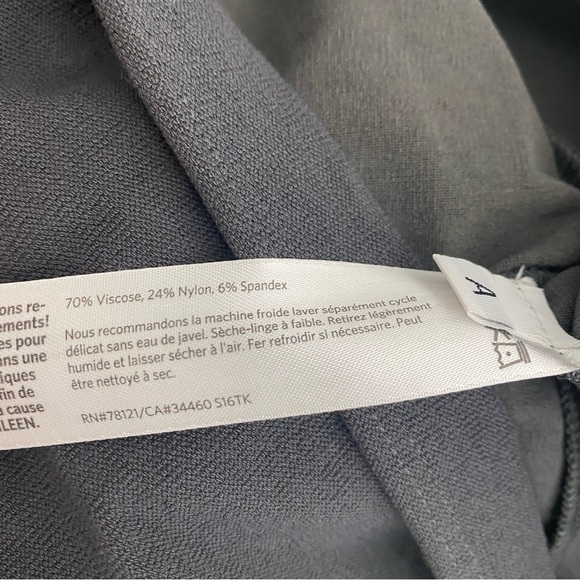 ons re-
ements!
es pour
ans une
iques
fin de
a cause
ILEEN.
70% Viscose, 24% Nylon, 6% Spandex
Nous recommandons la machine froide laver séparément cycle
délicat sans eau de javel. Sèche-linge à faible. Retirez légèrement
humide et laisser sécher à l'air. Fer refroidir si nécessaire. Peut
être nettoyé à sec.
RN#78121/CA#34460 S16TK
A